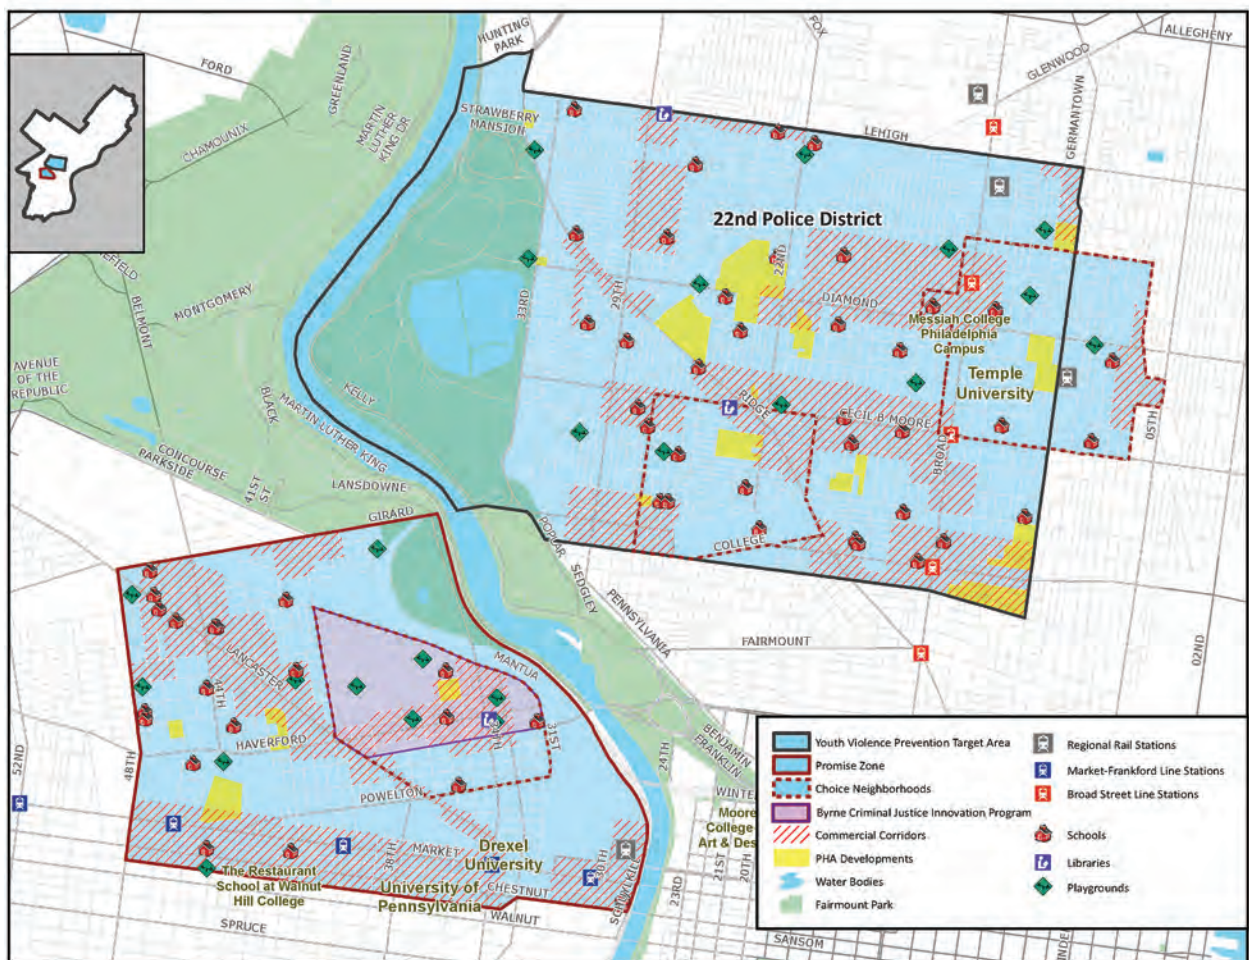 HUNTING
PARK
FOX
ALLEGHENY
GLENWOOD
GERMANTOWN
FORD
GREENLAND
MARTIN
LUTHER
KING DR
CHAMOUNIX
STRAWBERRY
MANSION
LEHIGH
22nd Police District
22ND
33RD
29TH
DIAMOND
Messiah College
Philadelphia
Campus
Temple
University
BELMONT
MONTGOMERY
AVENUE
OF THE
REPUBLIC
BLACK
KELLY
MARTIN LUTHER KING
RIDGE
CECIL B MOORE
BROAD
05TH
CONCOURSE
PARKSIDE
41ST
ST
LANSDOWNE
GIRARD
POPLAR
COLLEGE
SEDGLEY
PENNSYLVANIA
FAIRMOUNT
02ND
MANTUA
LANCASTER
44TH
31ST
HAVERFORD
48TH
52ND
POWELTON
24TH
BENJAMIN
FRANKLIN
38TH
MARKET
Drexel
University
30TH
The Restaurant
School at Walnut
Hill College
University of
Pennsylvania
CHESTNUT
WALNUT
SPRUCE
23RD
21ST
20TH
WINTE
Moore
College
Art & Des
SANSOM
Youth Violence Prevention Target Area
Promise Zone
Choice Neighborhoods
Byrne Criminal Justice Innovation Program
Commercial Corridors
PHA Developments
Water Bodies
Fairmount Park
Regional Rail Stations
Market-Frankford Line Stations
Broad Street Line Stations
Schools
Libraries
Playgrounds